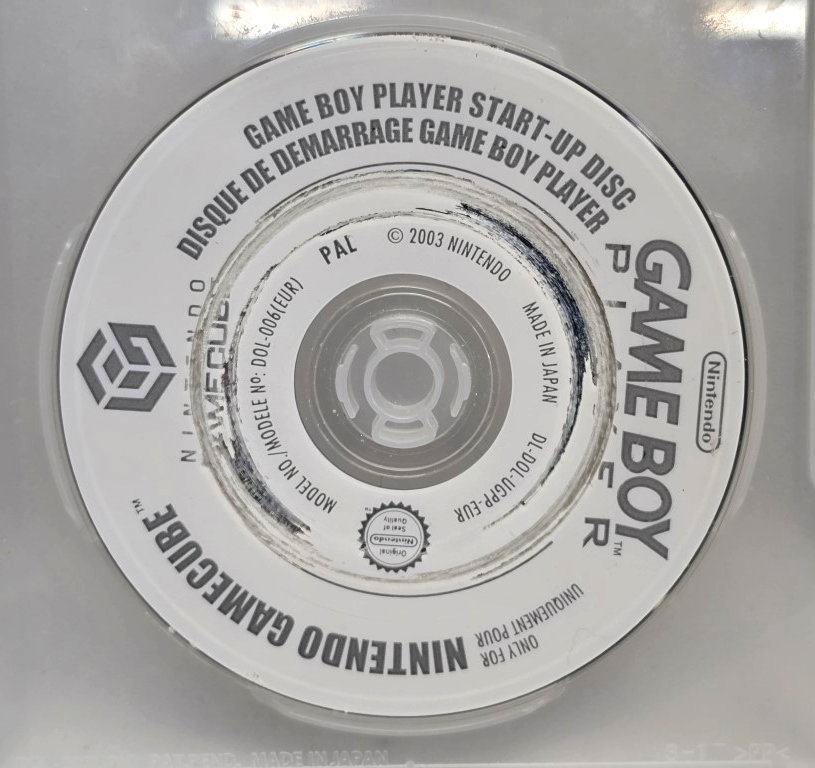 GAME BOY PLAYER START-UP DISC
DISQUE DE DEMARRAGE GAME BOY PLAYER
PAL
© 2003 NINTENDO
MADE IN JAPAN
DL-DOL-UGPP-EUR
MODEL NO./MODELE Nº: DOL-006(EUR)
Original
Nintendo
Seal of
Quality
Nintendo
GAME BOY™
NINTENDO
GAMECUBE
NINTENDO GAMECUBE™
ONLY FOR
UNIQUEMENT POUR
MADE IN JAPAN
>PP<